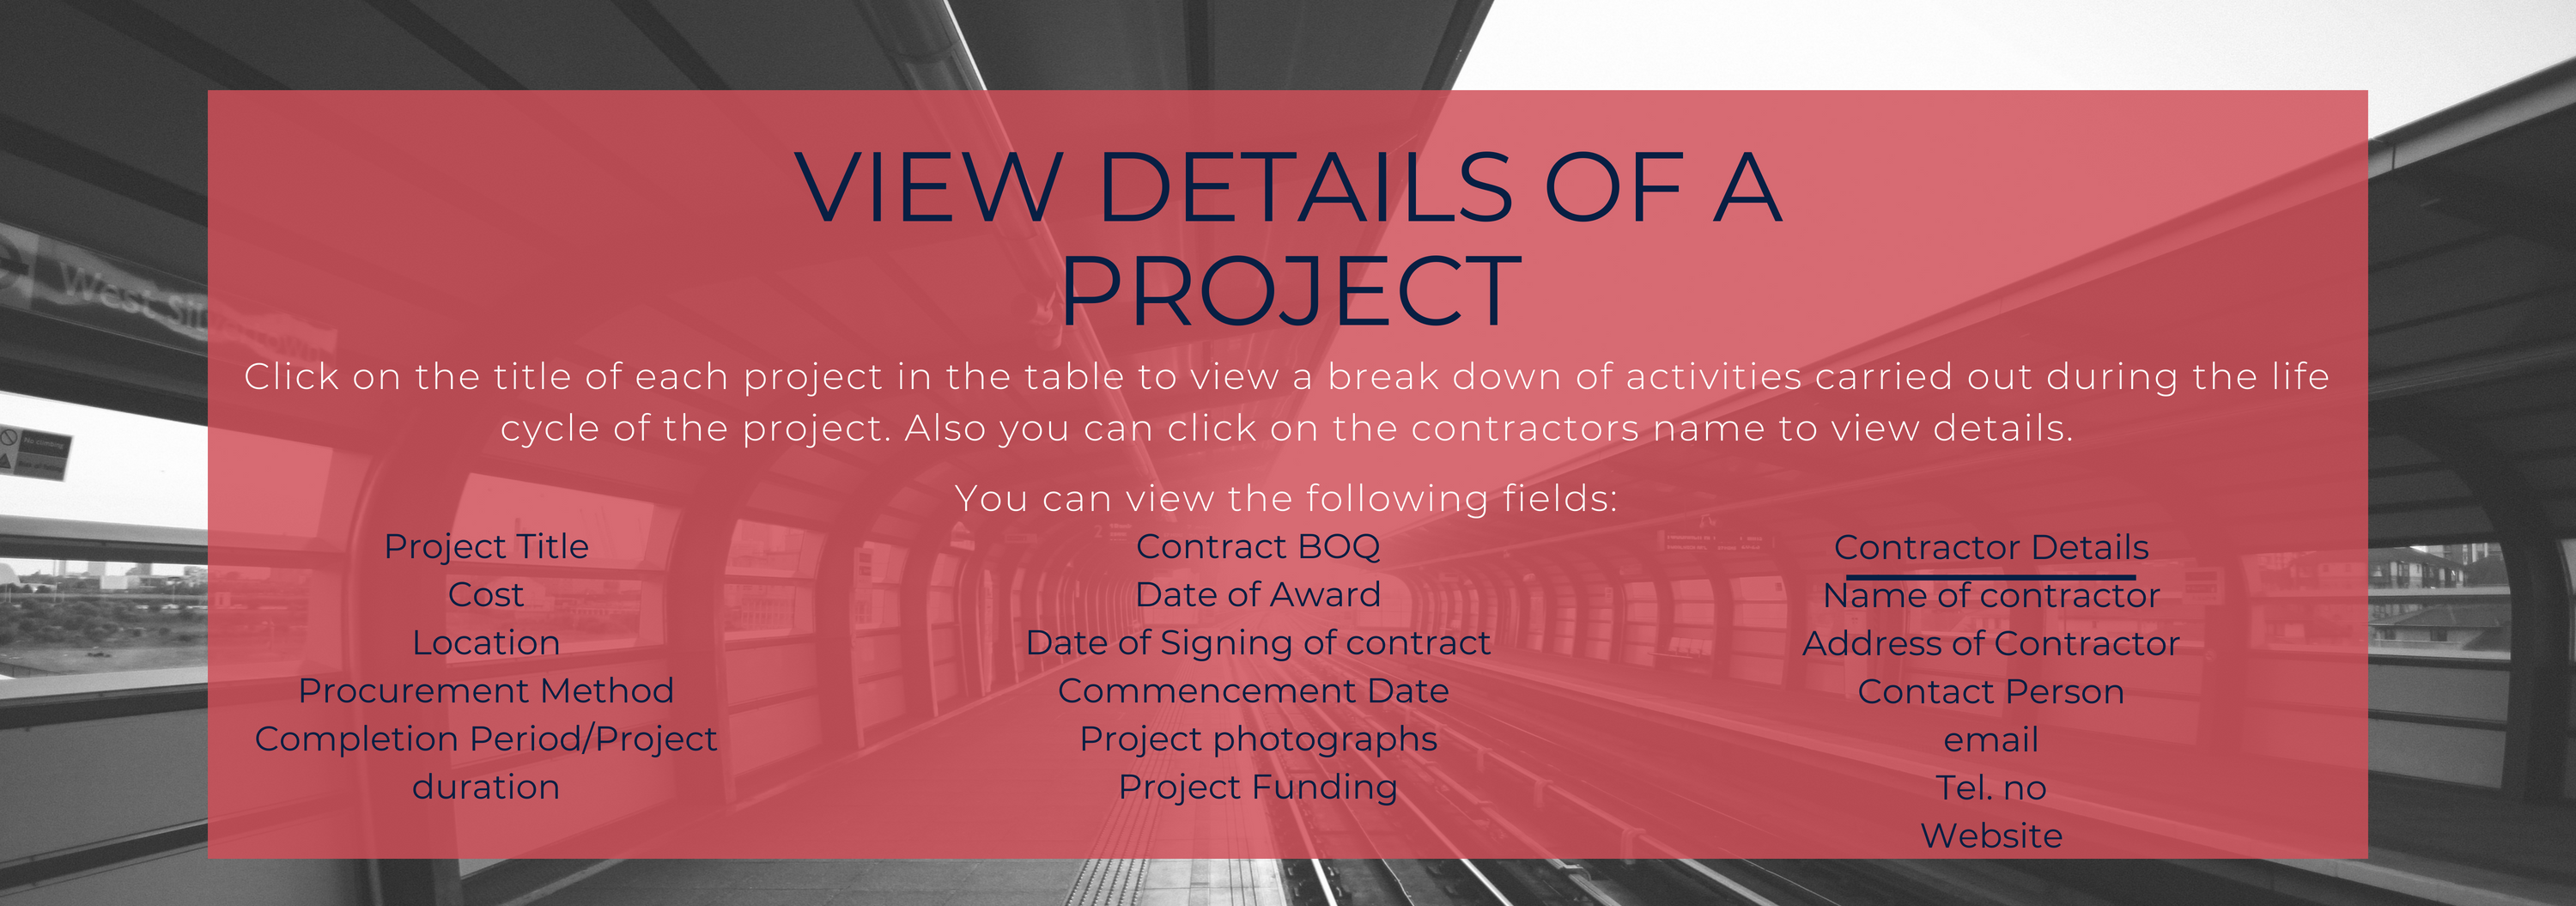 VIEW DETAILS OF A
PROJECT
Click on the title of each project in the table to view a break down of activities carried out during the life
cycle of the project. Also you can click on the contractors name to view details.
You can view the following fields:
Project Title
Cost
Location
Procurement Method
Completion Period/Project
duration
Contract BOQ
Date of Award
Date of Signing of contract
Commencement Date
Project photographs
Project Funding
Contractor Details
Name of contractor
Address of Contractor
Contact Person
email
Tel. no
Website
West